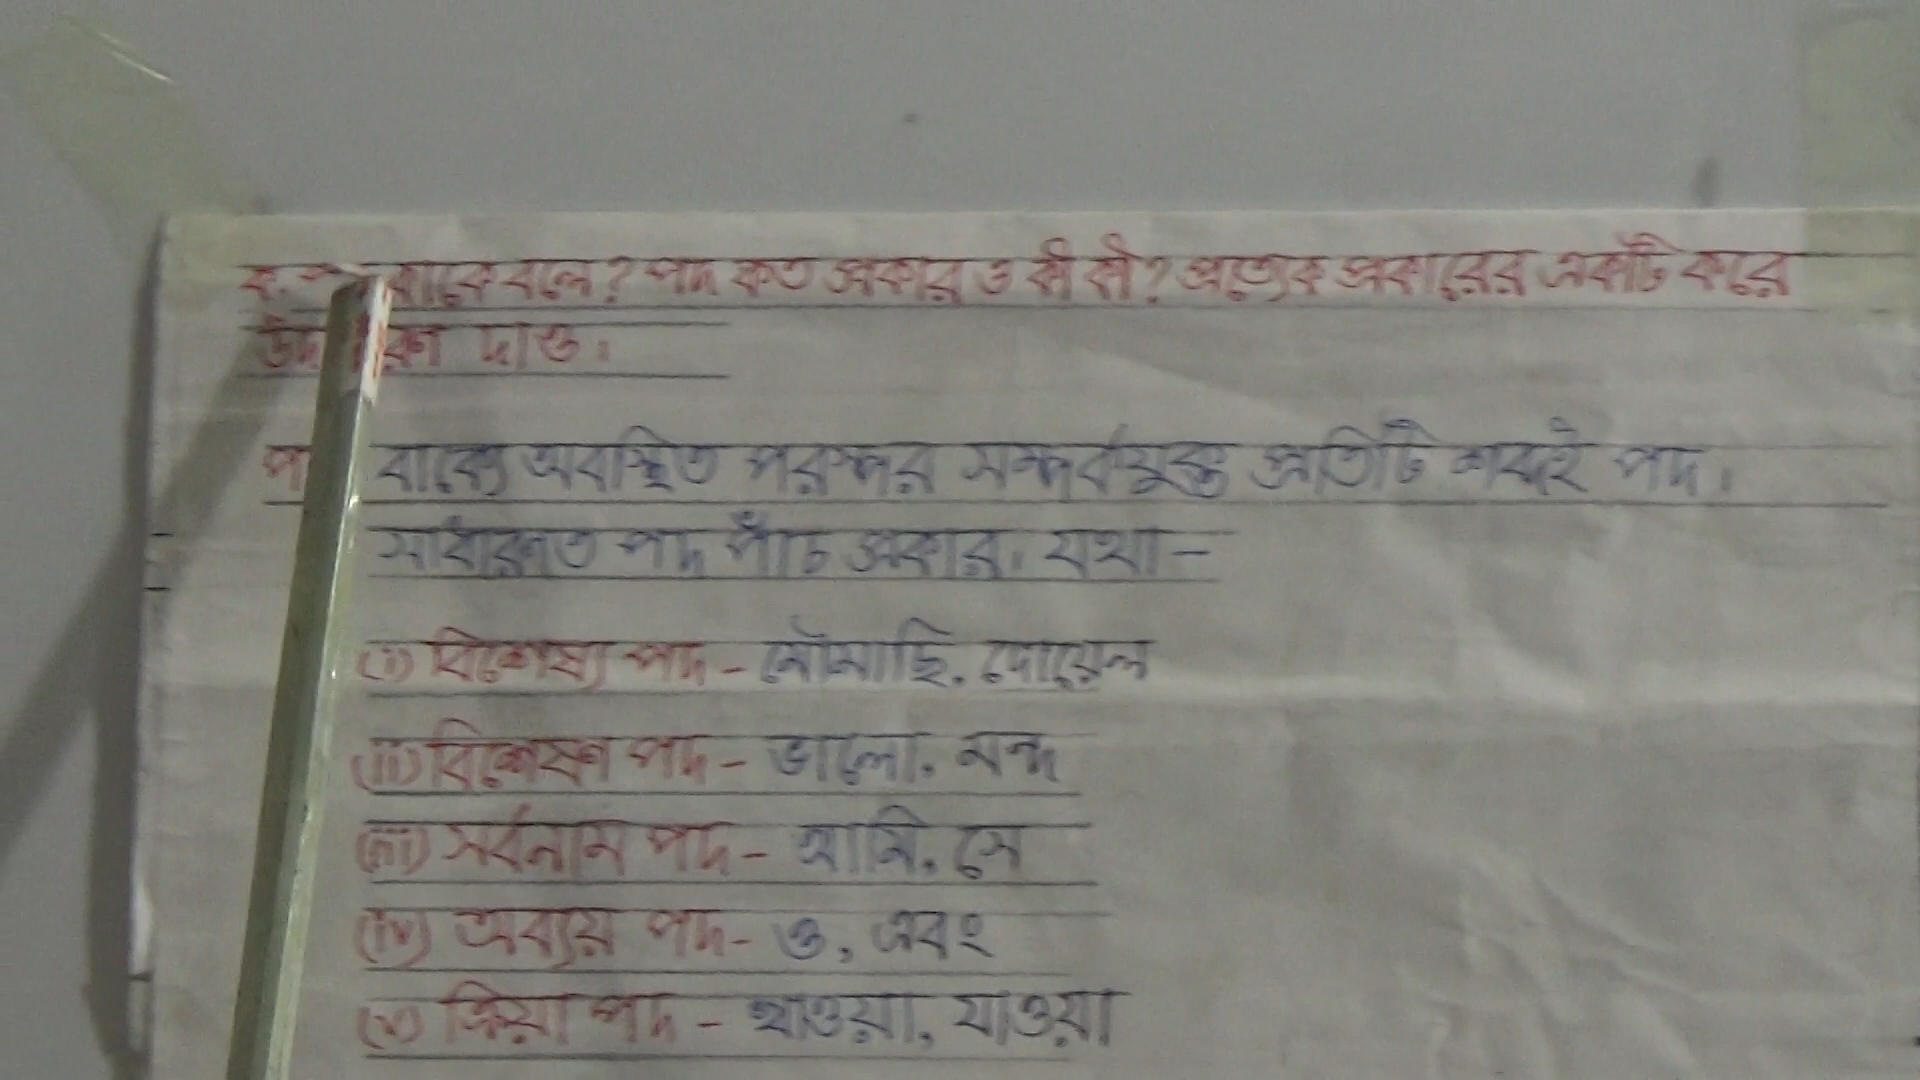 ক. কাকে বলে? পদ কত প্রকার ও কী কী? প্রত্যেক প্রকারের একটি করে
দাও।
বাক্যে অবস্থিত পরস্পর সম্পর্কযুক্ত প্রতিটি শব্দই পদ।
সাধারণত পদ পাঁচ প্রকার। যথা-
(i) বিশেষ্য পদ - মৌমাছি, দোয়েল
(ii) বিশেষণ পদ - ভালো, মন্দ
(iii) সর্বনাম পদ - আমি, সে
(iv) অব্যয় পদ - ও, এবং
(v) ক্রিয়া পদ - খাওয়া, যাওয়া